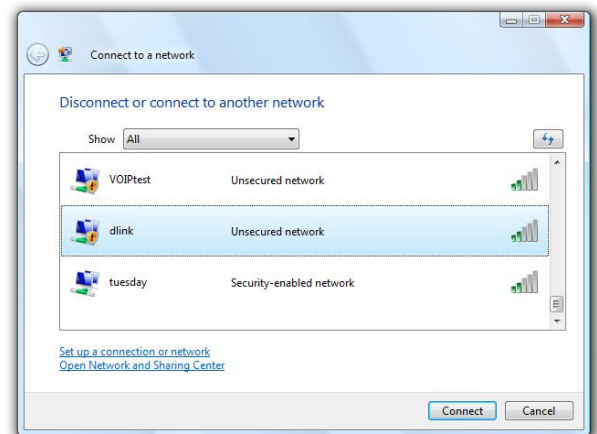 Connect to a network
Disconnect or connect to another network
Show All
VOIPtest Unsecured network
dlink Unsecured network
tuesday Security-enabled network
Set up a connection or network
Open Network and Sharing Center
Connect Cancel